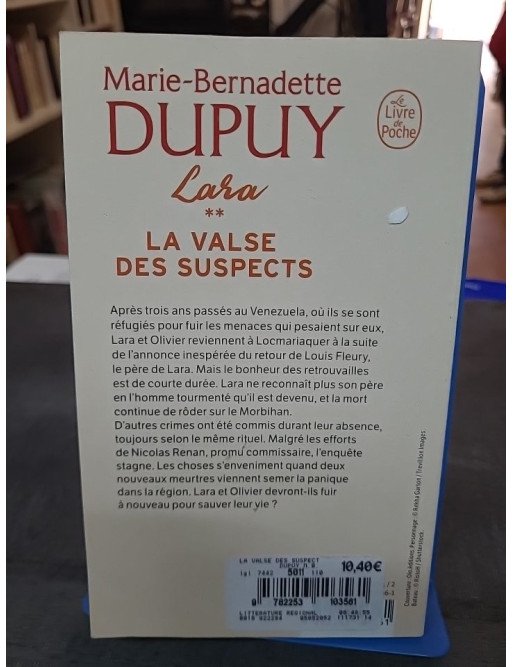 Marie-Bernadette
DUPUY
Le
Livre
de
Poche
Lara
**
LA VALSE
DES SUSPECTS
Après trois ans passés au Venezuela, où ils se sont
réfugiés pour fuir les menaces qui pesaient sur eux,
Lara et Olivier reviennent à Locmariaquer à la suite
de l'annonce inespérée du retour de Louis Fleury,
le père de Lara. Mais le bonheur des retrouvailles
est de courte durée. Lara ne reconnaît plus son père
en l'homme tourmenté qu'il est devenu, et la mort
continue de rôder sur le Morbihan.
D'autres crimes ont été commis durant leur absence,
toujours selon le même rituel. Malgré les efforts
de Nicolas Renan, promu commissaire, l'enquête
stagne. Les choses s'enveniment quand deux
nouveaux meurtres viennent semer la panique
dans la région. Lara et Olivier devront-ils fuir
à nouveau pour sauver leur vie ?
LA VALSE DES SUSPECT
10,40€
5011
9 782253 103561
LITTERATURE REGIONAL